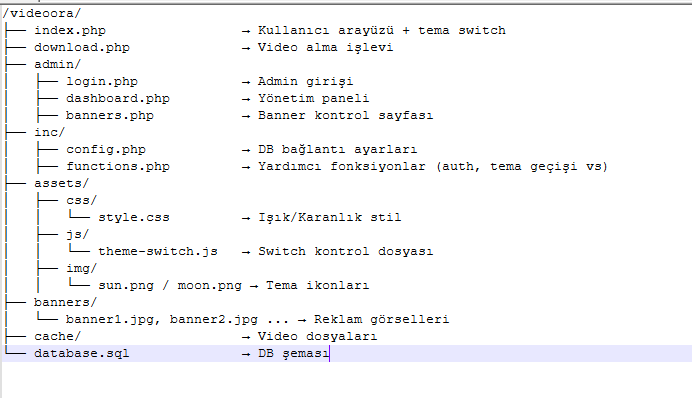 /videoora/
├── index.php → Kullanıcı arayüzü + tema switch
├── download.php → Video alma işlevi
├── admin/
│ ├── login.php → Admin girişi
│ ├── dashboard.php → Yönetim paneli
│ ├── banners.php → Banner kontrol sayfası
├── inc/
│ ├── config.php → DB bağlantı ayarları
│ ├── functions.php → Yardımcı fonksiyonlar (auth, tema geçişi vs)
├── assets/
│ ├── css/
│ │ └── style.css → Işık/Karanlık stil
│ ├── js/
│ │ └── theme-switch.js → Switch kontrol dosyası
│ ├── img/
│ │ └── sun.png / moon.png → Tema ikonları
├── banners/
│ └── banner1.jpg, banner2.jpg ... → Reklam görselleri
├── cache/ → Video dosyaları
└── database.sql → DB şeması